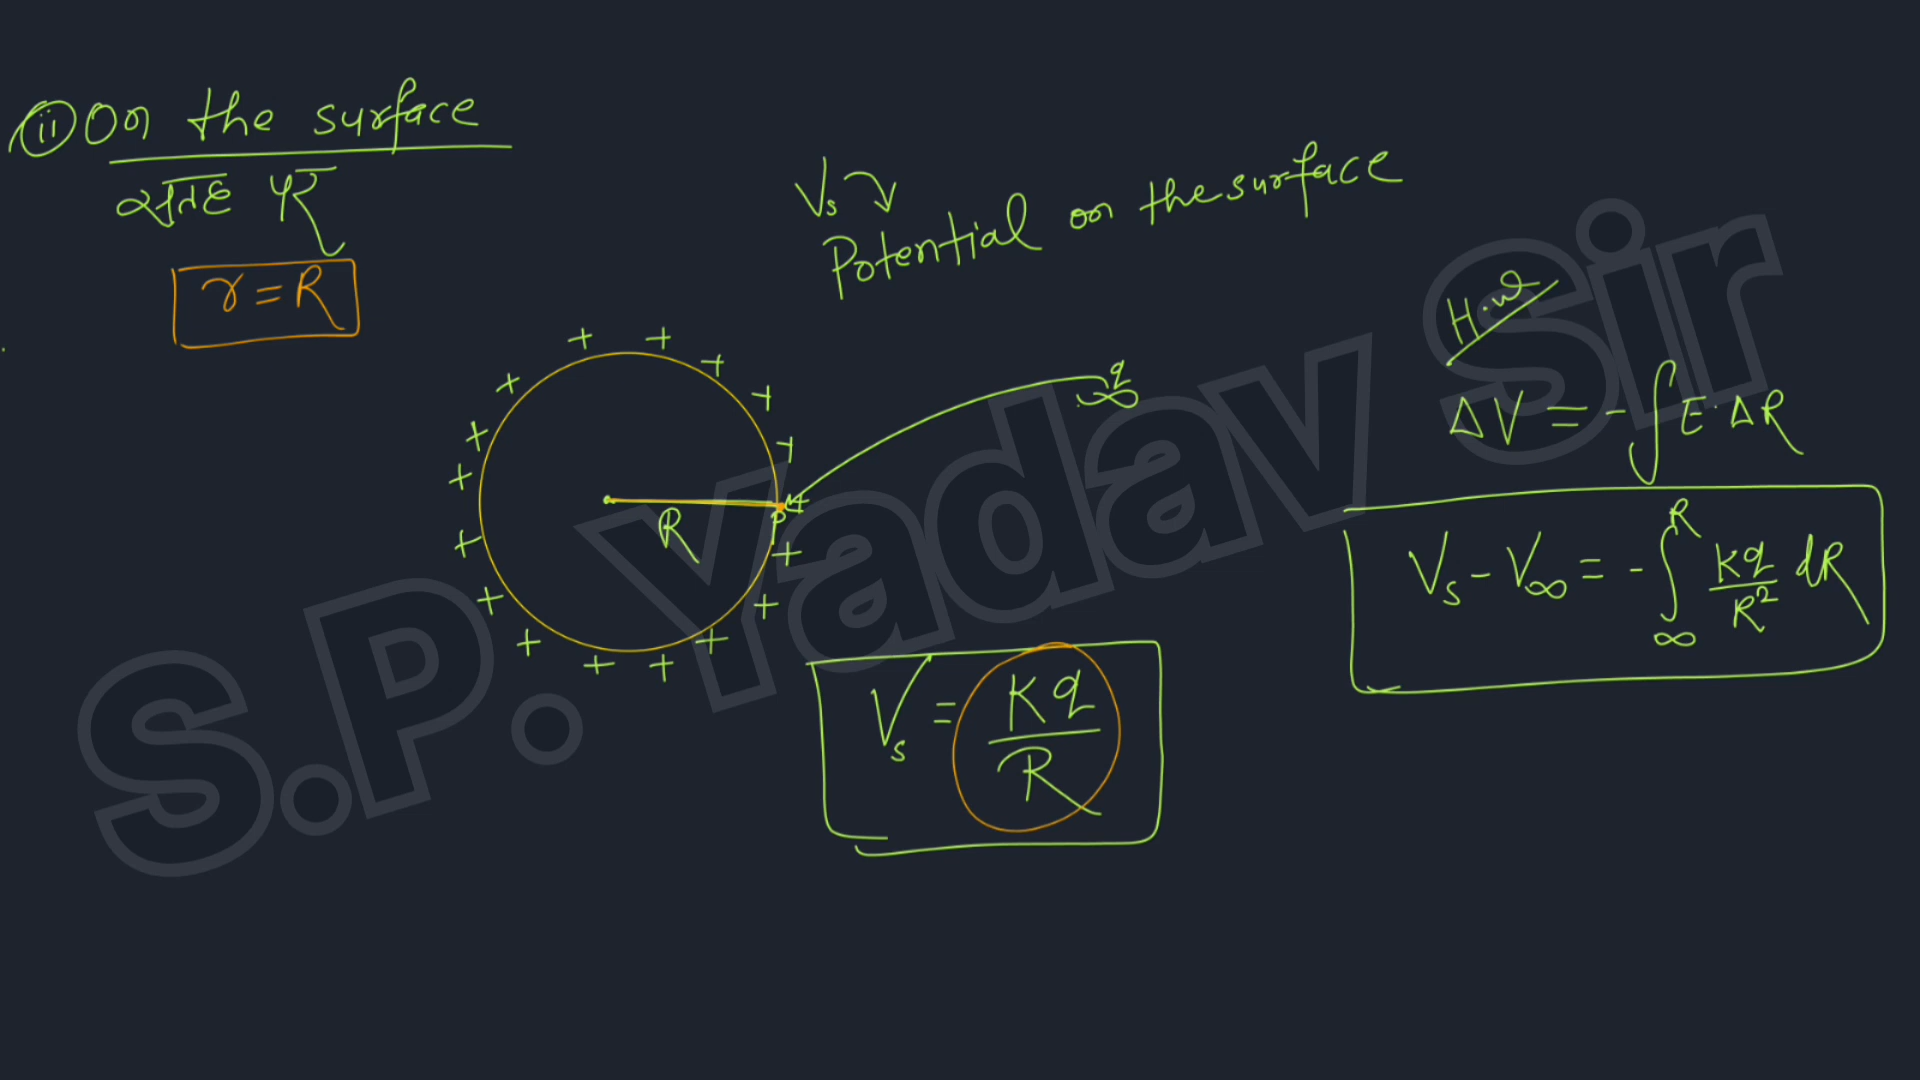 (ii) On the surface
सतह पर
r = R
Vs
Potential on the surface
H.W
q
∞
ΔV = - ∫ E · ΔR
R
P
Vs - V∞ = - ∫_∞^R Kq/R² dR
Vs = Kq/R
S.P. Yadav Sir